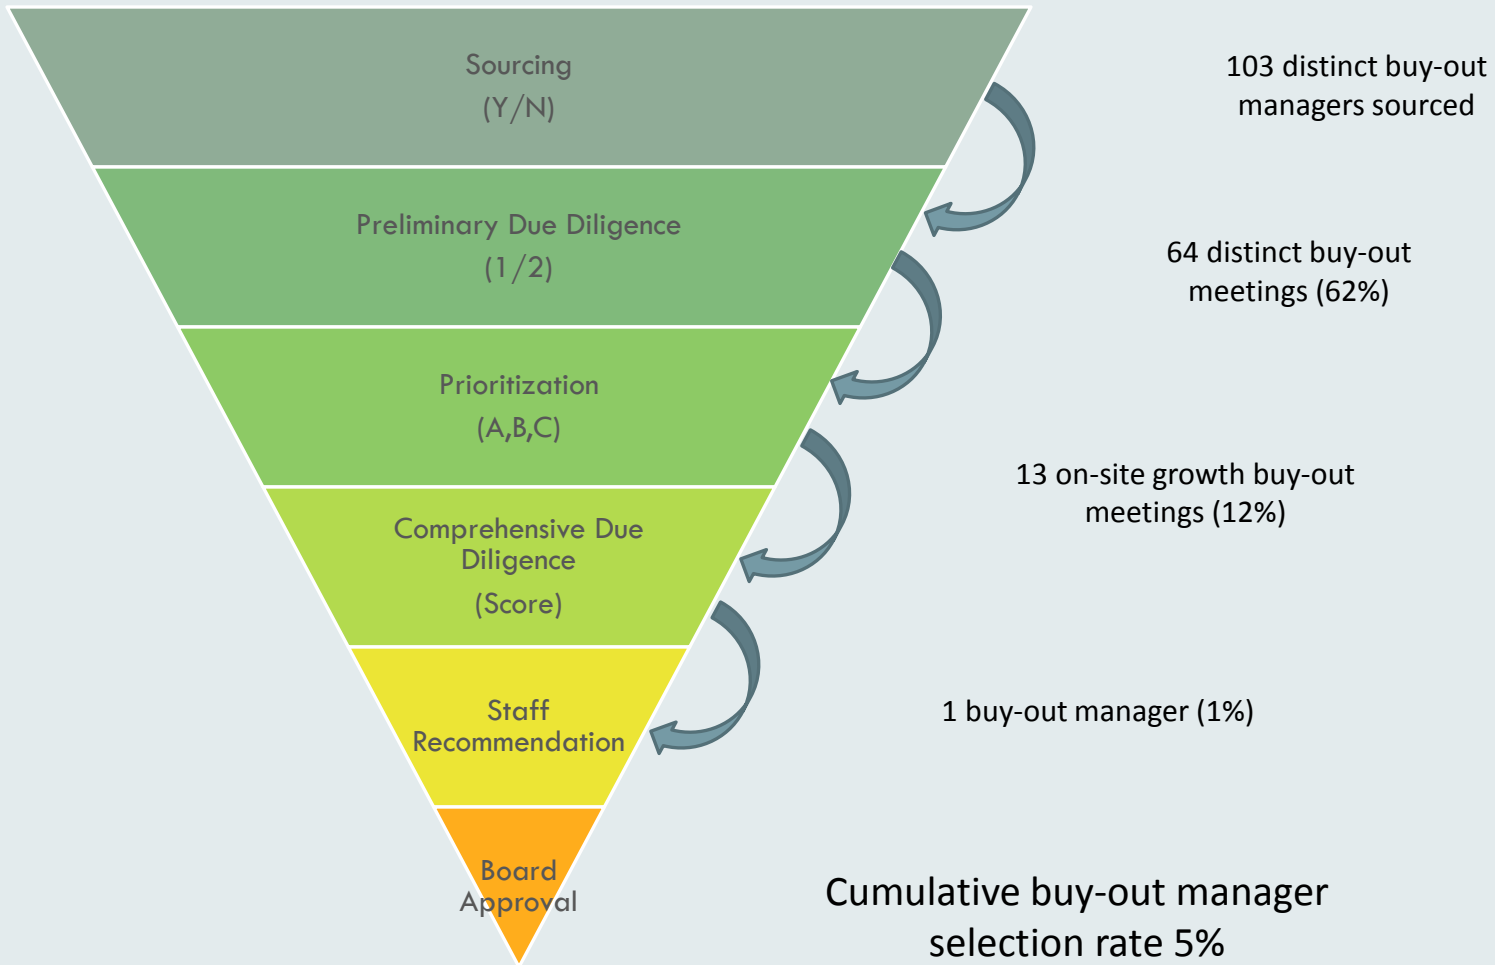 Sourcing
(Y/N)
103 distinct buy-out
managers sourced
Preliminary Due Diligence
(1/2)
64 distinct buy-out
meetings (62%)
Prioritization
(A,B,C)
13 on-site growth buy-out
meetings (12%)
Comprehensive Due
Diligence
(Score)
Staff
Recommendation
1 buy-out manager (1%)
Board
Approval
Cumulative buy-out manager
selection rate 5%